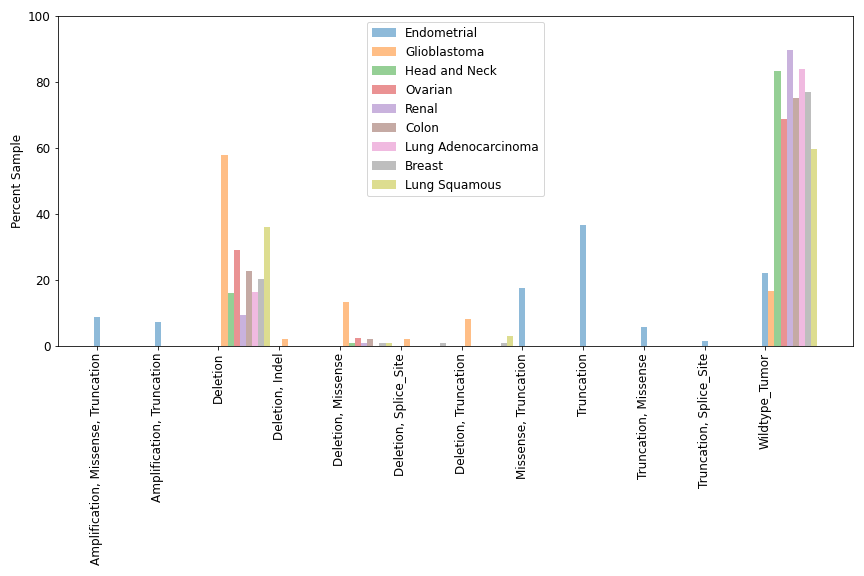 100
80
60
40
20
0
Percent Sample
Endometrial
Glioblastoma
Head and Neck
Ovarian
Renal
Colon
Lung Adenocarcinoma
Breast
Lung Squamous
Amplification, Missense, Truncation
Amplification, Truncation
Deletion
Deletion, Indel
Deletion, Missense
Deletion, Splice_Site
Deletion, Truncation
Missense, Truncation
Truncation
Truncation, Missense
Truncation, Splice_Site
Wildtype_Tumor